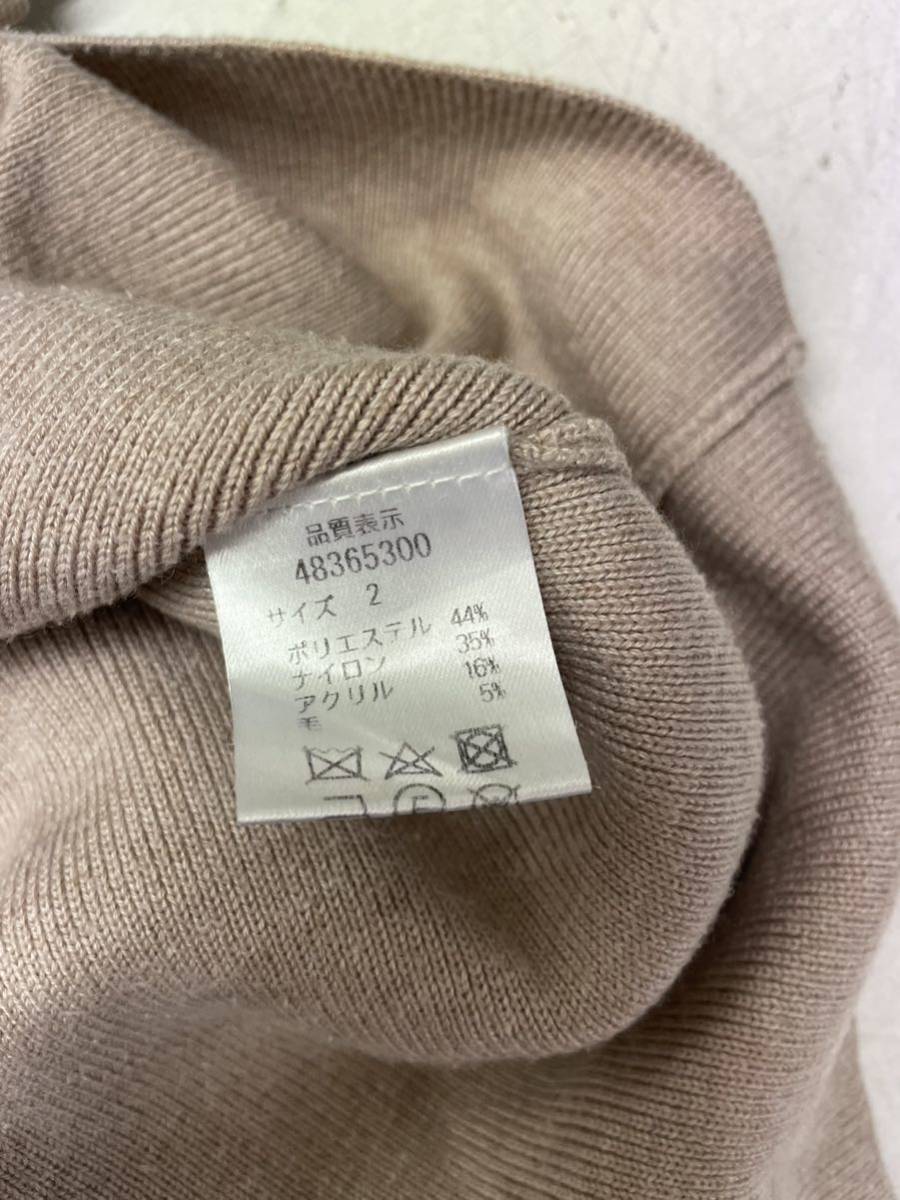 品質表示
48365300
サイズ 2
ポリエステル 44%
ナイロン 35%
アクリル 16%
毛 5%